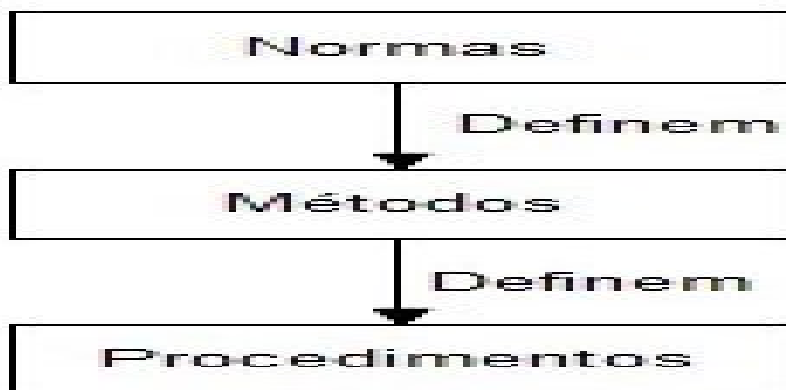 Normas
Definem
Métodos
Definem
Procedimentos